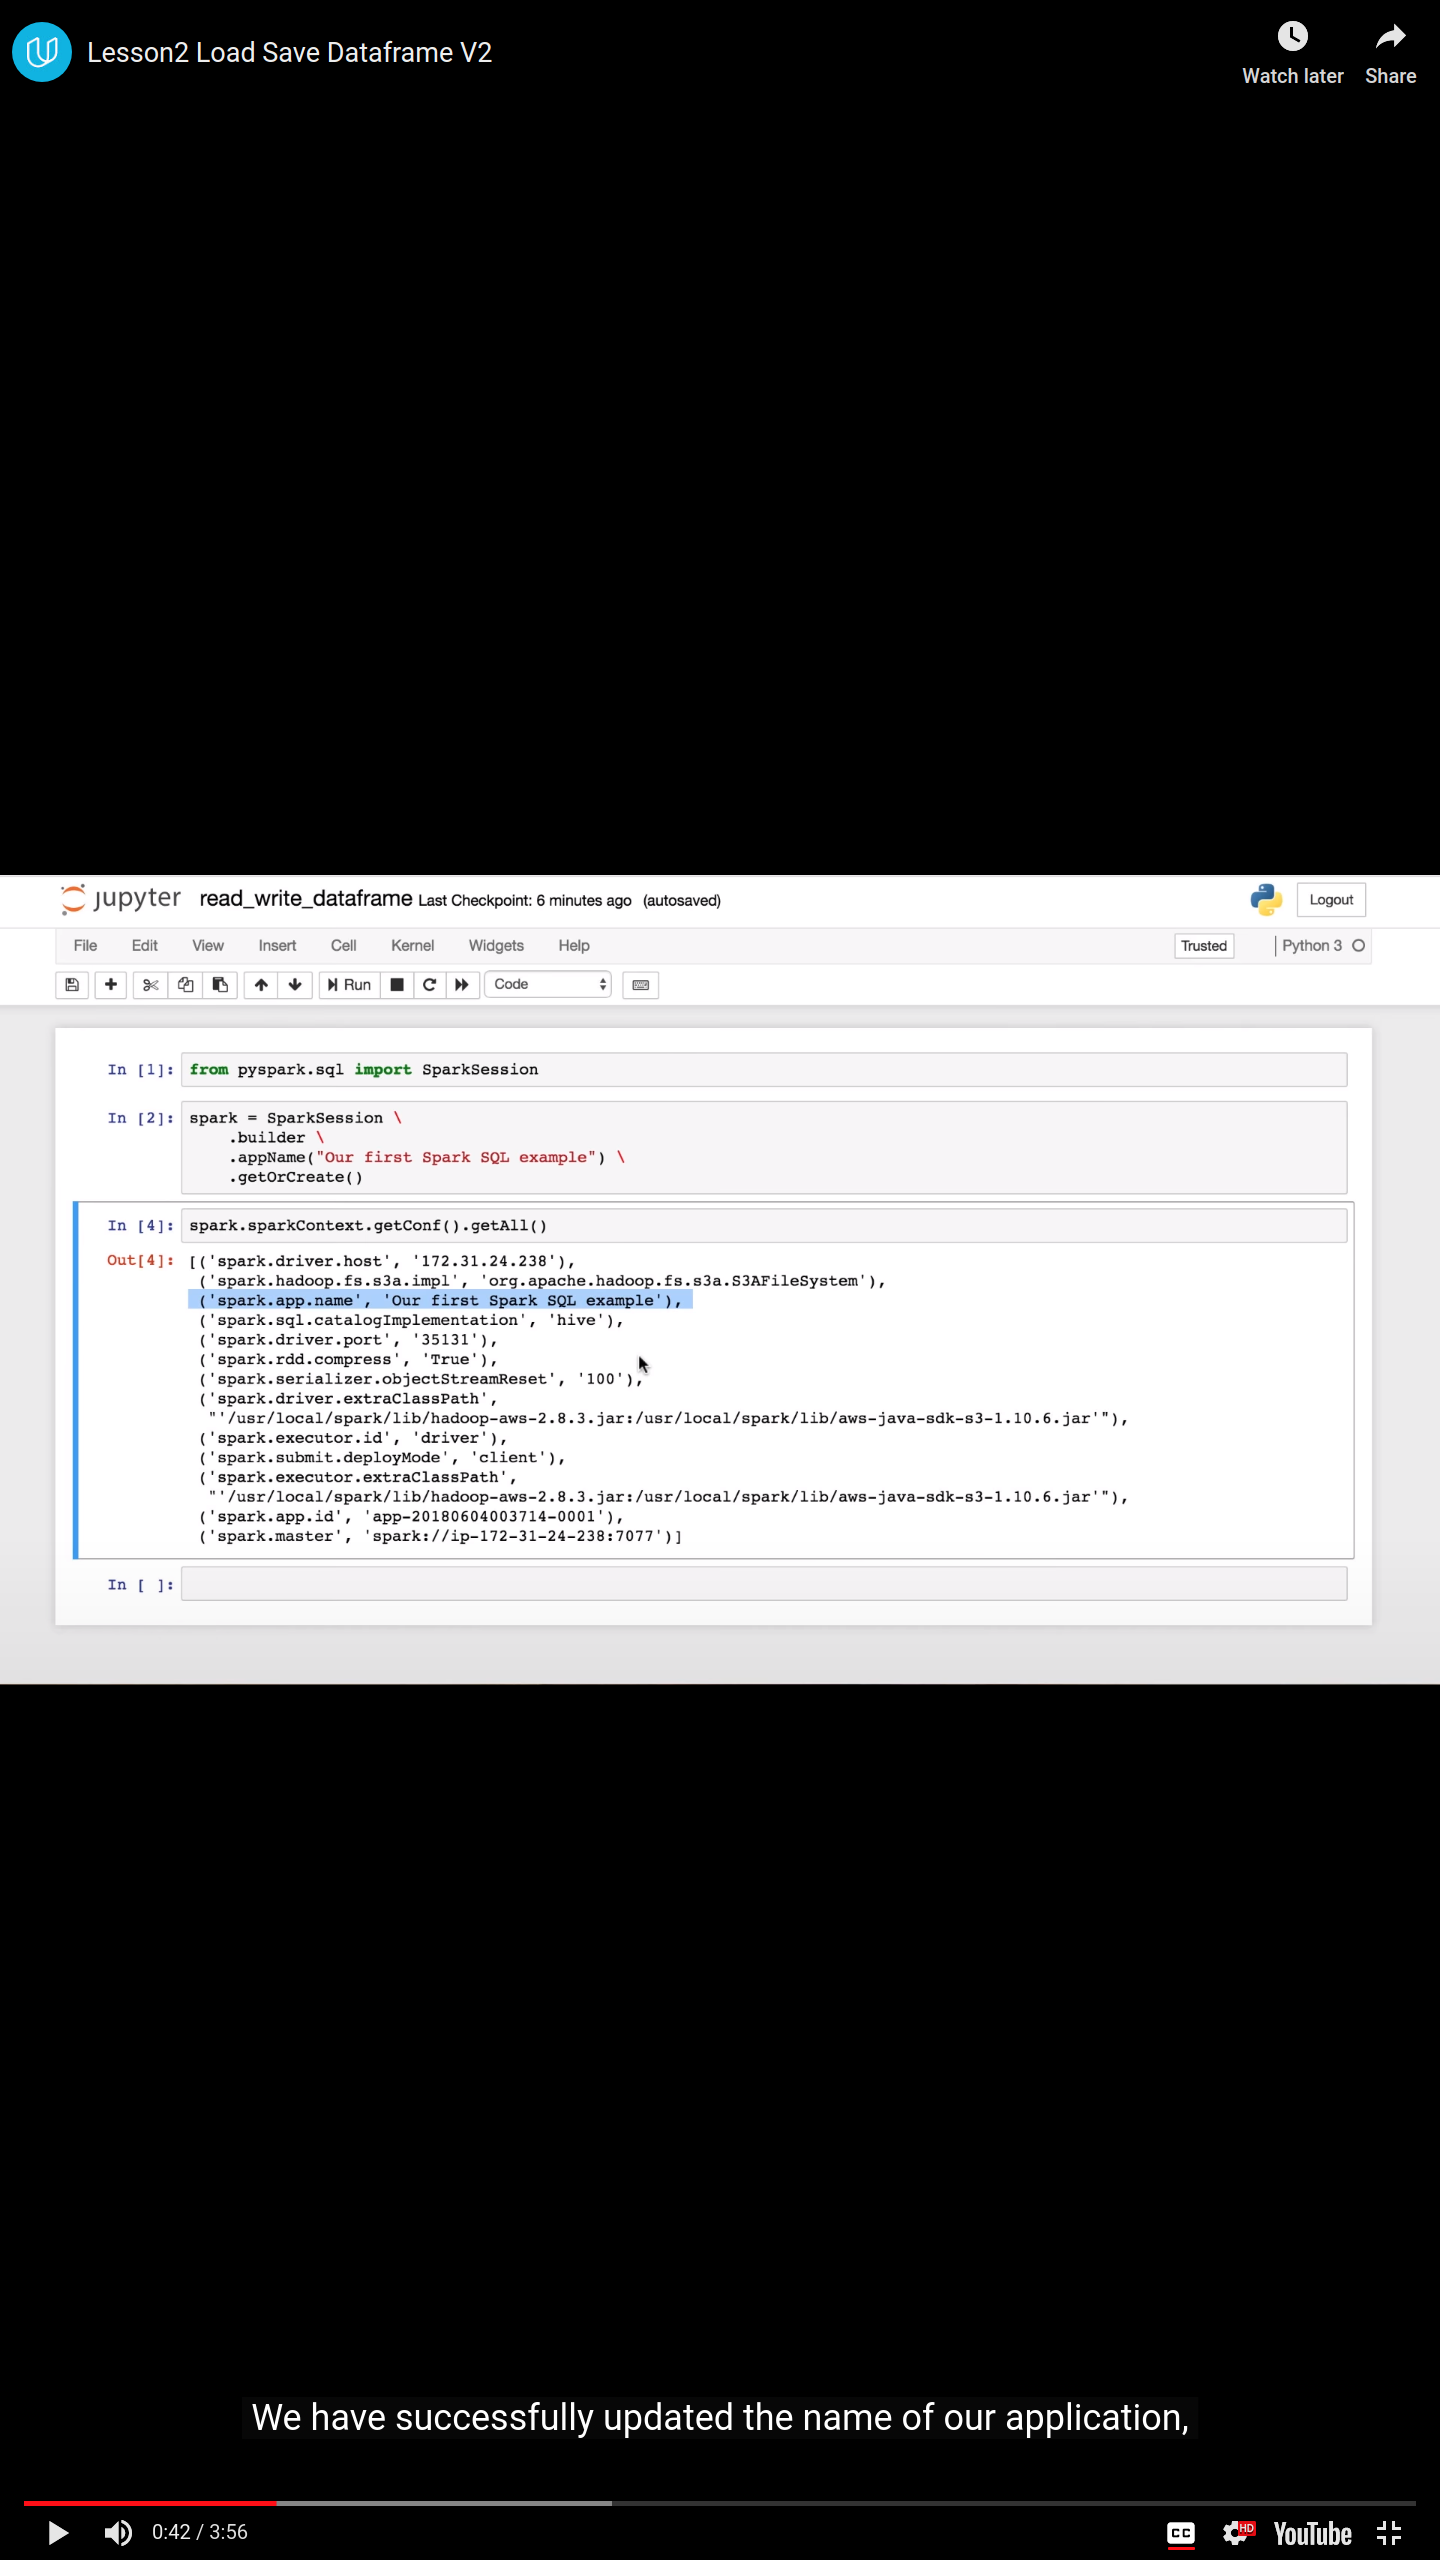 Lesson2 Load Save Dataframe V2
Watch later
Share
jupyter read_write_dataframe Last Checkpoint: 6 minutes ago (autosaved)
Logout
File Edit View Insert Cell Kernel Widgets Help
Trusted
Python 3
Run
Code
In [1]: from pyspark.sql import SparkSession
In [2]: spark = SparkSession \
.builder \
.appName("Our first Spark SQL example") \
.getOrCreate()
In [4]: spark.sparkContext.getConf().getAll()
Out[4]: [('spark.driver.host', '172.31.24.238'),
('spark.hadoop.fs.s3a.impl', 'org.apache.hadoop.fs.s3a.S3AFileSystem'),
('spark.app.name', 'Our first Spark SQL example'),
('spark.sql.catalogImplementation', 'hive'),
('spark.driver.port', '35131'),
('spark.rdd.compress', 'True'),
('spark.serializer.objectStreamReset', '100'),
('spark.driver.extraClassPath',
"'/usr/local/spark/lib/hadoop-aws-2.8.3.jar:/usr/local/spark/lib/aws-java-sdk-s3-1.10.6.jar'"),
('spark.executor.id', 'driver'),
('spark.submit.deployMode', 'client'),
('spark.executor.extraClassPath',
"'/usr/local/spark/lib/hadoop-aws-2.8.3.jar:/usr/local/spark/lib/aws-java-sdk-s3-1.10.6.jar'"),
('spark.app.id', 'app-20180604003714-0001'),
('spark.master', 'spark://ip-172-31-24-238:7077')]
In [ ]:
We have successfully updated the name of our application,
0:42 / 3:56
CC
HD
YouTube